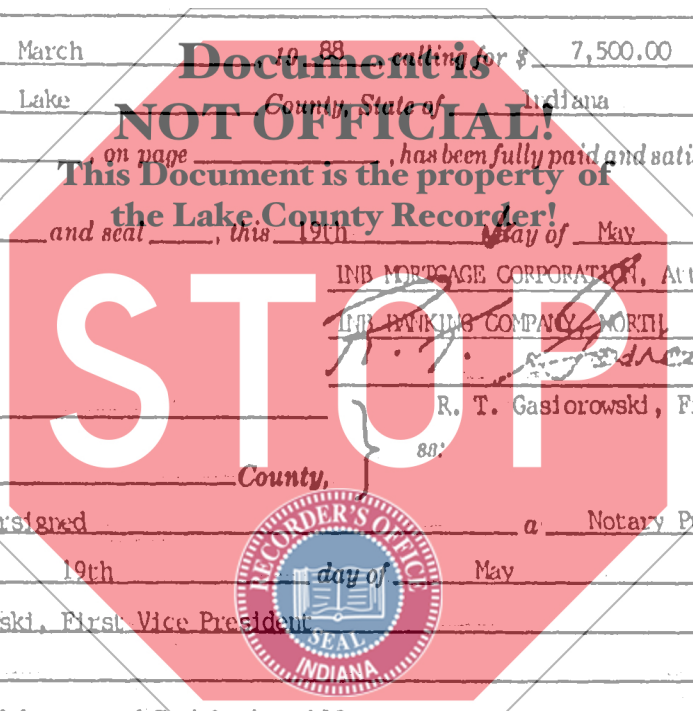 March , 19 88 , calling for $ 7,500.00
Document is
Lake County, State of Indiana
NOT OFFICIAL!
, on page , has been fully paid and sati
This Document is the property of
the Lake County Recorder!
and seal , this 19th day of May
INB MORTGAGE CORPORATION, Att
INB BANKING COMPANY, NORTH
STOP
R. T. Gasiorowski, Fi
ss:
County,
rsigned a Notary P
19th day of May
ski, First Vice President
RECORDER'S OFFICE
SEAL
INDIANA